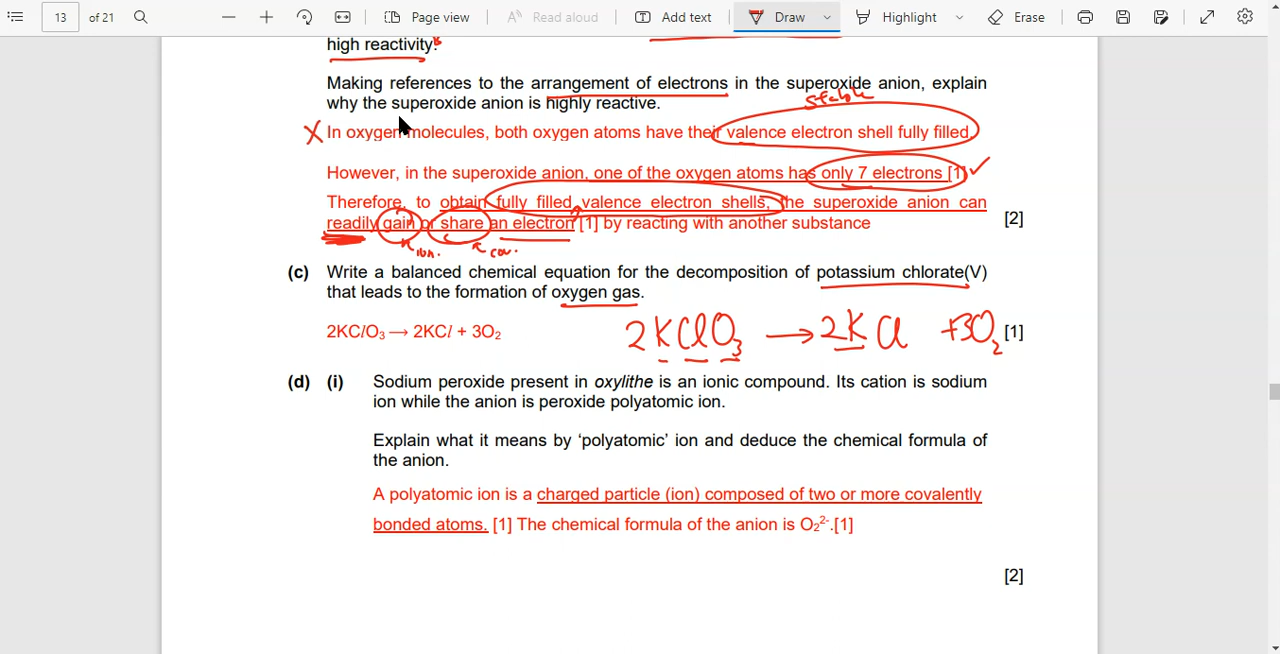 13 of 21 Page view Read aloud Add text Draw Highlight Erase
high reactivity.
Making references to the arrangement of electrons in the superoxide anion, explain
why the superoxide anion is highly reactive.
stable
X In oxygen molecules, both oxygen atoms have their valence electron shell fully filled.
However, in the superoxide anion, one of the oxygen atoms has only 7 electrons [1] ✓
Therefore, to obtain fully filled valence electron shells, the superoxide anion can
readily gain or share an electron [1] by reacting with another substance [2]
ion. cov.
(c) Write a balanced chemical equation for the decomposition of potassium chlorate(V)
that leads to the formation of oxygen gas.
2KClO₃ → 2KCl + 3O₂ 2KClO₃ → 2KCl + 3O₂ [1]
(d) (i) Sodium peroxide present in oxylithe is an ionic compound. Its cation is sodium
ion while the anion is peroxide polyatomic ion.
Explain what it means by ‘polyatomic’ ion and deduce the chemical formula of
the anion.
A polyatomic ion is a charged particle (ion) composed of two or more covalently
bonded atoms. [1] The chemical formula of the anion is O₂²⁻.[1]
[2]